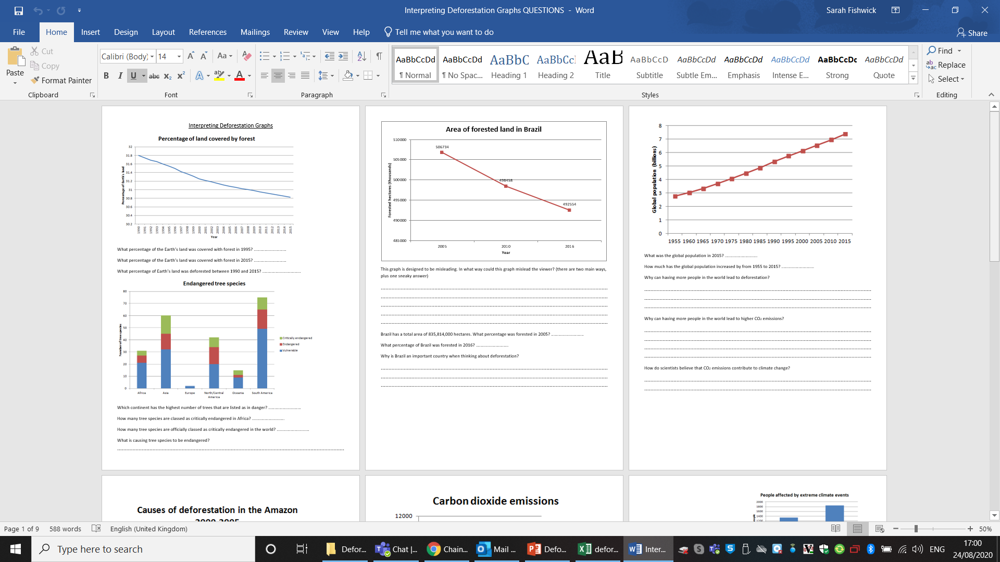 Interpreting Deforestation Graphs QUESTIONS - Word
Sarah Fishwick
File Home Insert Design Layout References Mailings Review View Help Tell me what you want to do
Share
Paste
Cut
Copy
Format Painter
Clipboard
Calibri (Body) 14
Font
Paragraph
AaBbCcDd AaBbCcDd AaBbC AaBbCc AaB AaBbCcD AaBbCcDd AaBbCcDd AaBbCcDd AaBbCcDc AaBbCcDd
¶ Normal ¶ No Spac... Heading 1 Heading 2 Title Subtitle Subtle Em... Emphasis Intense E... Strong Quote
Styles
Find
Replace
Select
Editing
Interpreting Deforestation Graphs
Percentage of land covered by forest
32
31.8
31.6
31.4
31.2
31
30.8
30.6
30.4
30.2
Percentage of Earth's land
1990 1991 1992 1993 1994 1995 1996 1997 1998 1999 2000 2001 2002 2003 2004 2005 2006 2007 2008 2009 2010 2011 2012 2013 2014 2015
Year
What percentage of the Earth's land was covered with forest in 1995? ..........................
What percentage of the Earth's land was covered with forest in 2015? ..........................
What percentage of Earth's land was deforested between 1990 and 2015? ...............................
Endangered tree species
80
70
60
50
40
30
20
10
0
Number of tree species
Critically endangered
Endangered
Vulnerable
Africa Asia Europe North/Central America Oceania South America
Which continent has the highest number of trees that are listed as in danger? ..........................
How many tree species are classed as critically endangered in Africa? ..........................
How many tree species are officially classed as critically endangered in the world? ..........................
What is causing tree species to be endangered?
Area of forested land in Brazil
510000
505000
500000
495000
490000
485000
Forested hectares (thousands)
506734
498458
492554
2005 2010 2016
Year
This graph is designed to be misleading. In what way could this graph mislead the viewer? (there are two main ways,
plus one sneaky answer)
Brazil has a total area of 835,814,000 hectares. What percentage was forested in 2005? ..........................
What percentage of Brazil was forested in 2016? ..........................
Why is Brazil an important country when thinking about deforestation?
8
7
6
5
4
3
2
1
0
Global population (billions)
1955 1960 1965 1970 1975 1980 1985 1990 1995 2000 2005 2010 2015
What was the global population in 2015? ..........................
How much has the global population increased by from 1955 to 2015? ..........................
Why can having more people in the world lead to deforestation?
Why can having more people in the world lead to higher CO₂ emissions?
How do scientists believe that CO₂ emissions contribute to climate change?
Causes of deforestation in the Amazon
2000-2005
Carbon dioxide emissions
12000
People affected by extreme climate events
2000
1800
1600
1400
1200
Page 1 of 9 588 words English (United Kingdom)
50%
Type here to search
Defor... Chat |... Chain... Mail ... Defo... defor... Inter...
ENG
17:00
24/08/2020